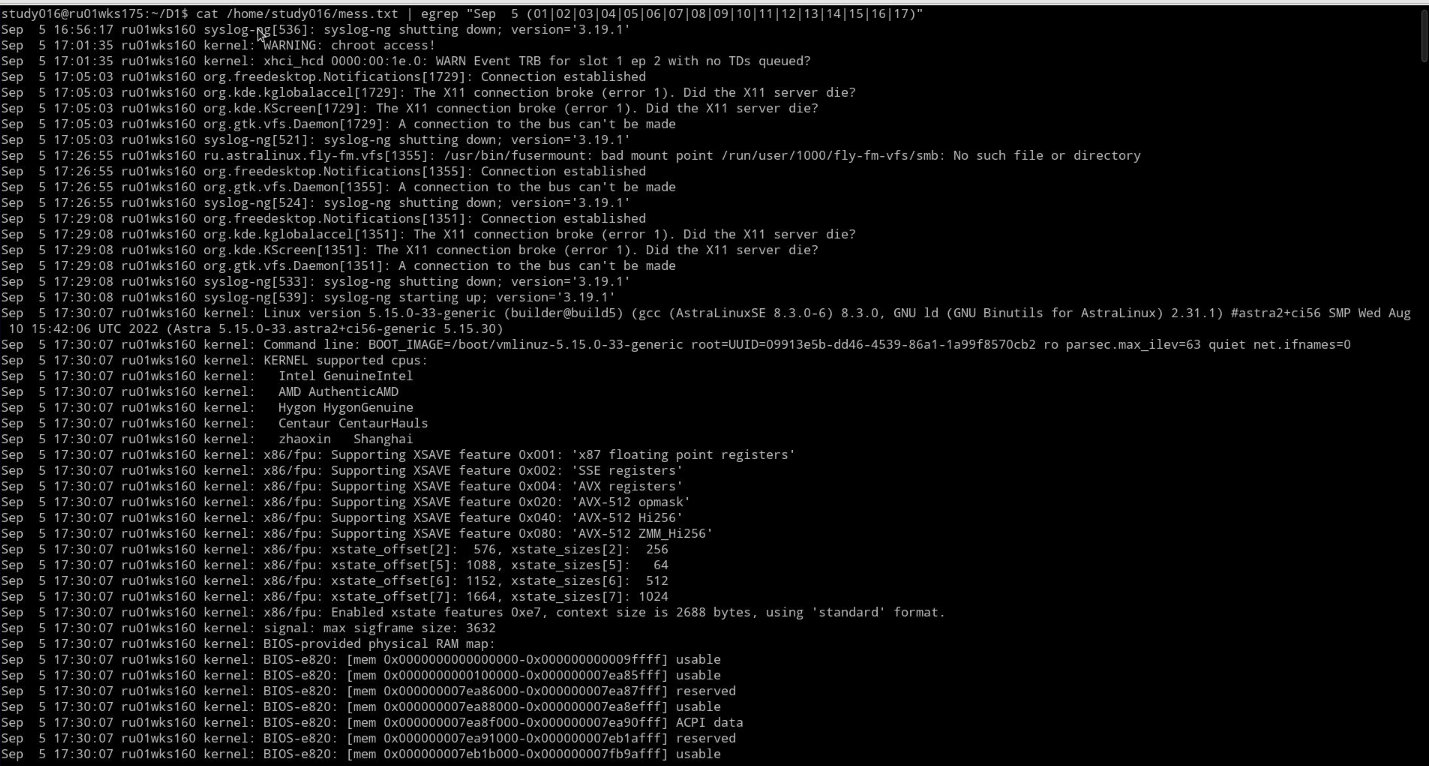 study016@ru01wks175:~/D1$ cat /home/study016/mess.txt | egrep "Sep  5 (01|02|03|04|05|06|07|08|09|10|11|12|13|14|15|16|17)"
Sep  5 16:56:17 ru01wks160 syslog-ng[536]: syslog-ng shutting down; version='3.19.1'
Sep  5 17:01:35 ru01wks160 kernel: WARNING: chroot access!
Sep  5 17:01:35 ru01wks160 kernel: xhci_hcd 0000:00:1e.0: WARN Event TRB for slot 1 ep 2 with no TDs queued?
Sep  5 17:05:03 ru01wks160 org.freedesktop.Notifications[1729]: Connection established
Sep  5 17:05:03 ru01wks160 org.kde.kglobalaccel[1729]: The X11 connection broke (error 1). Did the X11 server die?
Sep  5 17:05:03 ru01wks160 org.kde.KScreen[1729]: The X11 connection broke (error 1). Did the X11 server die?
Sep  5 17:05:03 ru01wks160 org.gtk.vfs.Daemon[1729]: A connection to the bus can't be made
Sep  5 17:05:03 ru01wks160 syslog-ng[521]: syslog-ng shutting down; version='3.19.1'
Sep  5 17:26:55 ru01wks160 ru.astralinux.fly-fm.vfs[1355]: /usr/bin/fusermount: bad mount point /run/user/1000/fly-fm-vfs/smb: No such file or directory
Sep  5 17:26:55 ru01wks160 org.freedesktop.Notifications[1355]: Connection established
Sep  5 17:26:55 ru01wks160 org.gtk.vfs.Daemon[1355]: A connection to the bus can't be made
Sep  5 17:26:55 ru01wks160 syslog-ng[524]: syslog-ng shutting down; version='3.19.1'
Sep  5 17:29:08 ru01wks160 org.freedesktop.Notifications[1351]: Connection established
Sep  5 17:29:08 ru01wks160 org.kde.kglobalaccel[1351]: The X11 connection broke (error 1). Did the X11 server die?
Sep  5 17:29:08 ru01wks160 org.kde.KScreen[1351]: The X11 connection broke (error 1). Did the X11 server die?
Sep  5 17:29:08 ru01wks160 org.gtk.vfs.Daemon[1351]: A connection to the bus can't be made
Sep  5 17:29:08 ru01wks160 syslog-ng[533]: syslog-ng shutting down; version='3.19.1'
Sep  5 17:30:08 ru01wks160 syslog-ng[539]: syslog-ng starting up; version='3.19.1'
Sep  5 17:30:07 ru01wks160 kernel: Linux version 5.15.0-33-generic (builder@build5) (gcc (AstraLinuxSE 8.3.0-6) 8.3.0, GNU ld (GNU Binutils for AstraLinux) 2.31.1) #astra2+ci56 SMP Wed Aug
10 15:42:06 UTC 2022 (Astra 5.15.0-33.astra2+ci56-generic 5.15.30)
Sep  5 17:30:07 ru01wks160 kernel: Command line: BOOT_IMAGE=/boot/vmlinuz-5.15.0-33-generic root=UUID=09913e5b-dd46-4539-86a1-1a99f8570cb2 ro parsec.max_ilev=63 quiet net.ifnames=0
Sep  5 17:30:07 ru01wks160 kernel: KERNEL supported cpus:
Sep  5 17:30:07 ru01wks160 kernel:   Intel GenuineIntel
Sep  5 17:30:07 ru01wks160 kernel:   AMD AuthenticAMD
Sep  5 17:30:07 ru01wks160 kernel:   Hygon HygonGenuine
Sep  5 17:30:07 ru01wks160 kernel:   Centaur CentaurHauls
Sep  5 17:30:07 ru01wks160 kernel:   zhaoxin   Shanghai
Sep  5 17:30:07 ru01wks160 kernel: x86/fpu: Supporting XSAVE feature 0x001: 'x87 floating point registers'
Sep  5 17:30:07 ru01wks160 kernel: x86/fpu: Supporting XSAVE feature 0x002: 'SSE registers'
Sep  5 17:30:07 ru01wks160 kernel: x86/fpu: Supporting XSAVE feature 0x004: 'AVX registers'
Sep  5 17:30:07 ru01wks160 kernel: x86/fpu: Supporting XSAVE feature 0x020: 'AVX-512 opmask'
Sep  5 17:30:07 ru01wks160 kernel: x86/fpu: Supporting XSAVE feature 0x040: 'AVX-512 Hi256'
Sep  5 17:30:07 ru01wks160 kernel: x86/fpu: Supporting XSAVE feature 0x080: 'AVX-512 ZMM_Hi256'
Sep  5 17:30:07 ru01wks160 kernel: x86/fpu: xstate_offset[2]:  576, xstate_sizes[2]:  256
Sep  5 17:30:07 ru01wks160 kernel: x86/fpu: xstate_offset[5]: 1088, xstate_sizes[5]:   64
Sep  5 17:30:07 ru01wks160 kernel: x86/fpu: xstate_offset[6]: 1152, xstate_sizes[6]:  512
Sep  5 17:30:07 ru01wks160 kernel: x86/fpu: xstate_offset[7]: 1664, xstate_sizes[7]: 1024
Sep  5 17:30:07 ru01wks160 kernel: x86/fpu: Enabled xstate features 0xe7, context size is 2688 bytes, using 'standard' format.
Sep  5 17:30:07 ru01wks160 kernel: signal: max sigframe size: 3632
Sep  5 17:30:07 ru01wks160 kernel: BIOS-provided physical RAM map:
Sep  5 17:30:07 ru01wks160 kernel: BIOS-e820: [mem 0x0000000000000000-0x000000000009ffff] usable
Sep  5 17:30:07 ru01wks160 kernel: BIOS-e820: [mem 0x0000000000100000-0x000000007ea85fff] usable
Sep  5 17:30:07 ru01wks160 kernel: BIOS-e820: [mem 0x000000007ea86000-0x000000007ea87fff] reserved
Sep  5 17:30:07 ru01wks160 kernel: BIOS-e820: [mem 0x000000007ea88000-0x000000007ea8efff] usable
Sep  5 17:30:07 ru01wks160 kernel: BIOS-e820: [mem 0x000000007ea8f000-0x000000007ea90fff] ACPI data
Sep  5 17:30:07 ru01wks160 kernel: BIOS-e820: [mem 0x000000007ea91000-0x000000007eb1afff] reserved
Sep  5 17:30:07 ru01wks160 kernel: BIOS-e820: [mem 0x000000007eb1b000-0x000000007fb9afff] usable